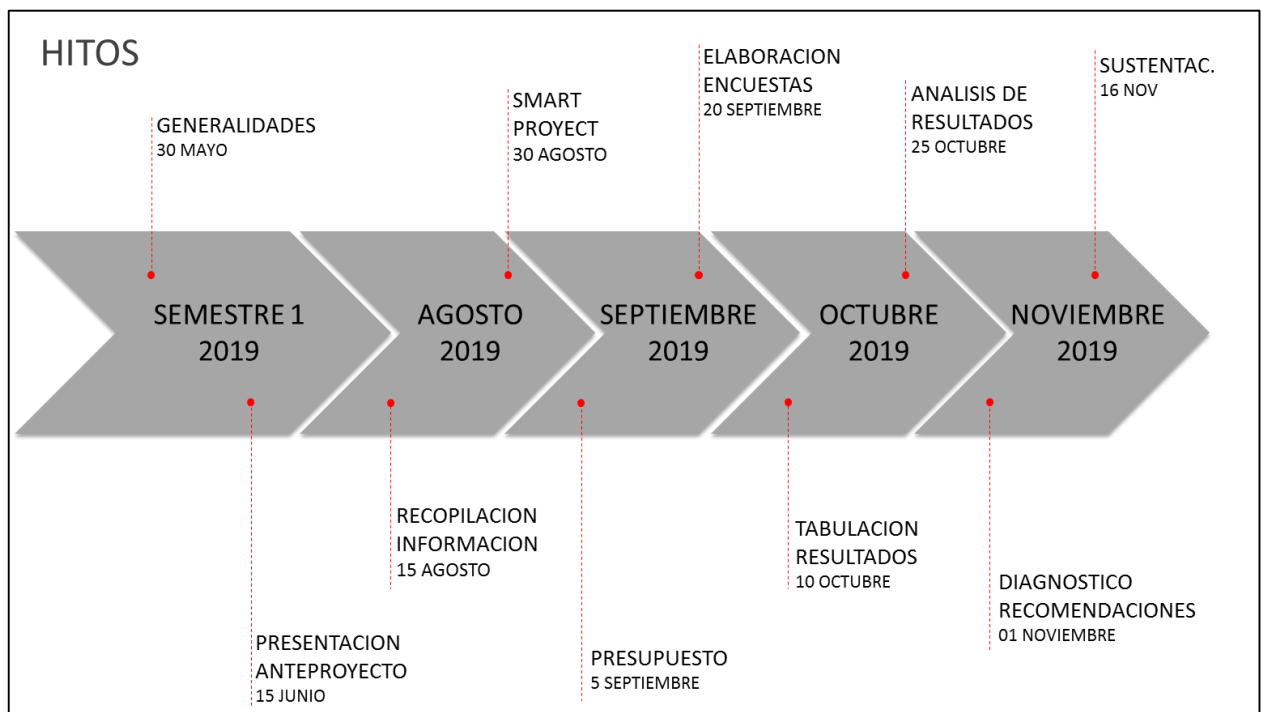 HITOS
GENERALIDADES
30 MAYO
SMART
PROYECT
30 AGOSTO
ELABORACION
ENCUESTAS
20 SEPTIEMBRE
ANALISIS DE
RESULTADOS
25 OCTUBRE
SUSTENTAC.
16 NOV
SEMESTRE 1
2019
AGOSTO
2019
SEPTIEMBRE
2019
OCTUBRE
2019
NOVIEMBRE
2019
PRESENTACION
ANTEPROYECTO
15 JUNIO
RECOPILACION
INFORMACION
15 AGOSTO
PRESUPUESTO
5 SEPTIEMBRE
TABULACION
RESULTADOS
10 OCTUBRE
DIAGNOSTICO
RECOMENDACIONES
01 NOVIEMBRE